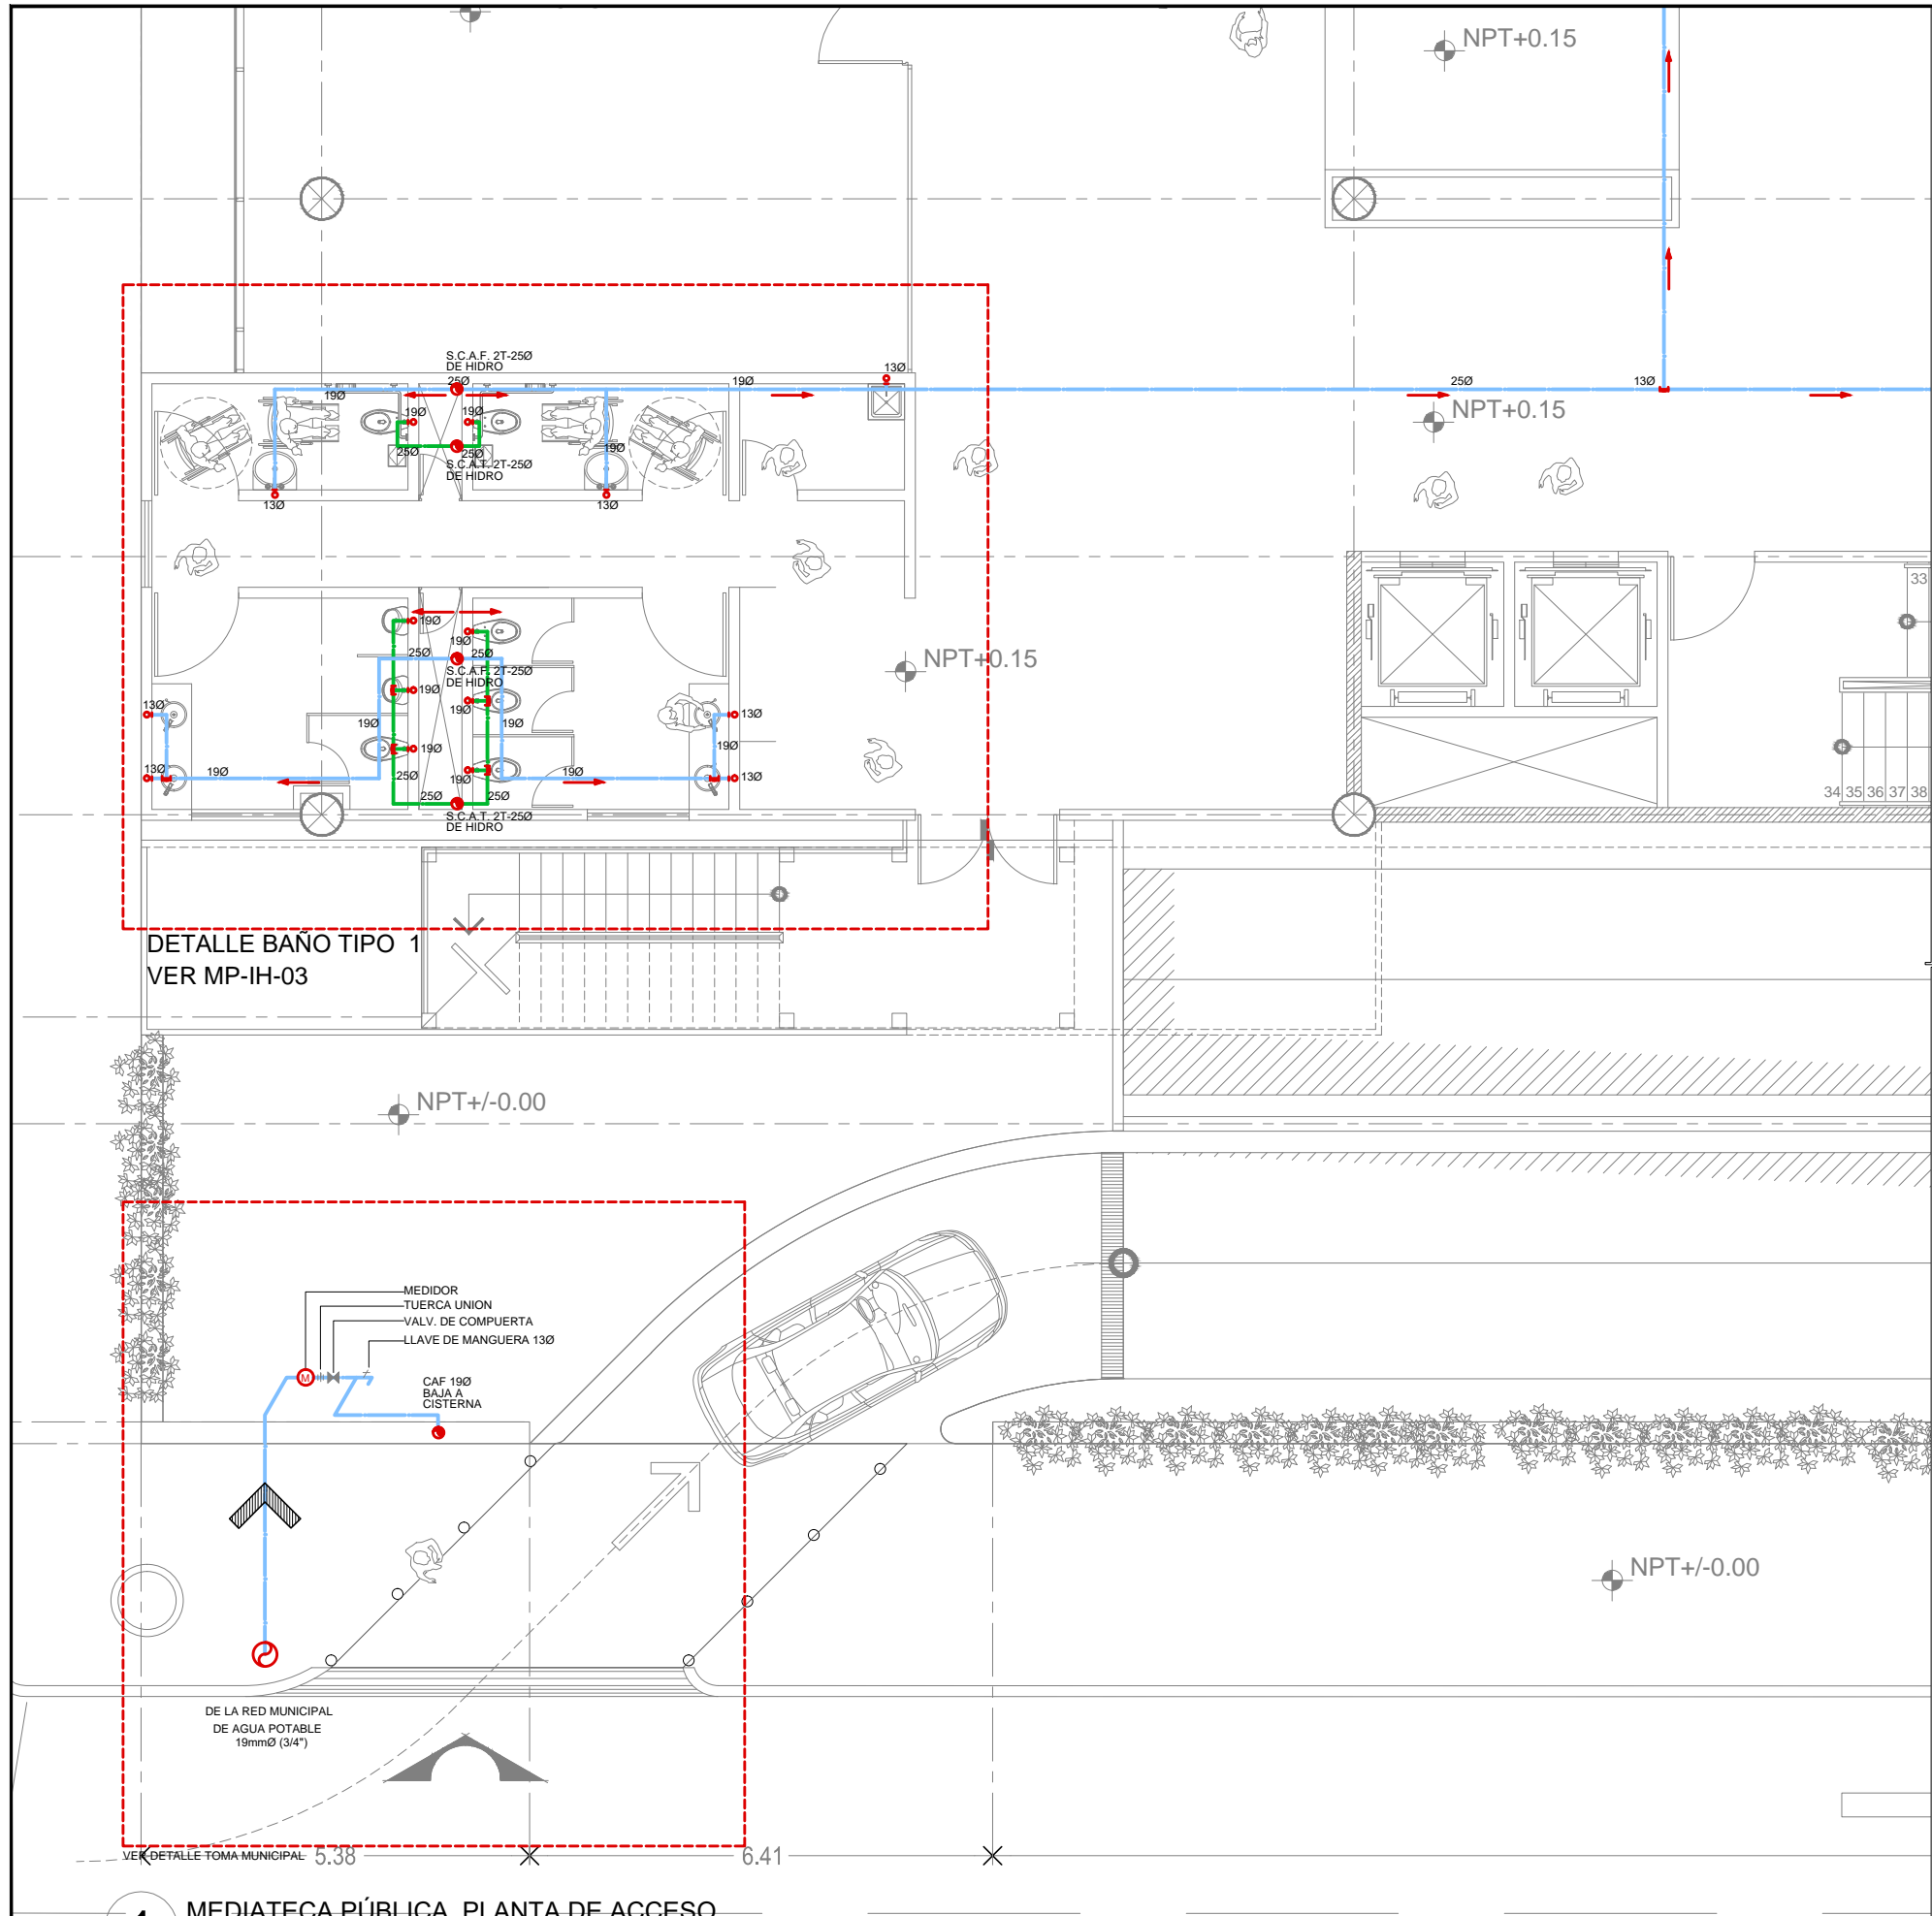 NPT+0.15
S.C.A.F. 2T-25Ø
DE HIDRO
25Ø
19Ø
13Ø
19Ø
25Ø
13Ø
19Ø
19Ø
NPT+0.15
25Ø
25Ø
19Ø
S.C.A.T. 2T-25Ø
DE HIDRO
13Ø
13Ø
33
19Ø
19Ø
25Ø
25Ø
NPT+0.15
S.C.A.F. 2T-25Ø
DE HIDRO
19Ø
13Ø
19Ø
13Ø
19Ø
19Ø
19Ø
19Ø
13Ø
19Ø
25Ø
19Ø
19Ø
13Ø
25Ø
25Ø
34 35 36 37 38
S.C.A.T. 2T-25Ø
DE HIDRO
DETALLE BAÑO TIPO 1
VER MP-IH-03
NPT+/-0.00
MEDIDOR
TUERCA UNION
VALV. DE COMPUERTA
LLAVE DE MANGUERA 13Ø
M
CAF 19Ø
BAJA A
CISTERNA
NPT+/-0.00
DE LA RED MUNICIPAL
DE AGUA POTABLE
19mmØ (3/4")
VER DETALLE TOMA MUNICIPAL
5.38
6.41
MEDIATECA PÚBLICA PLANTA DE ACCESO